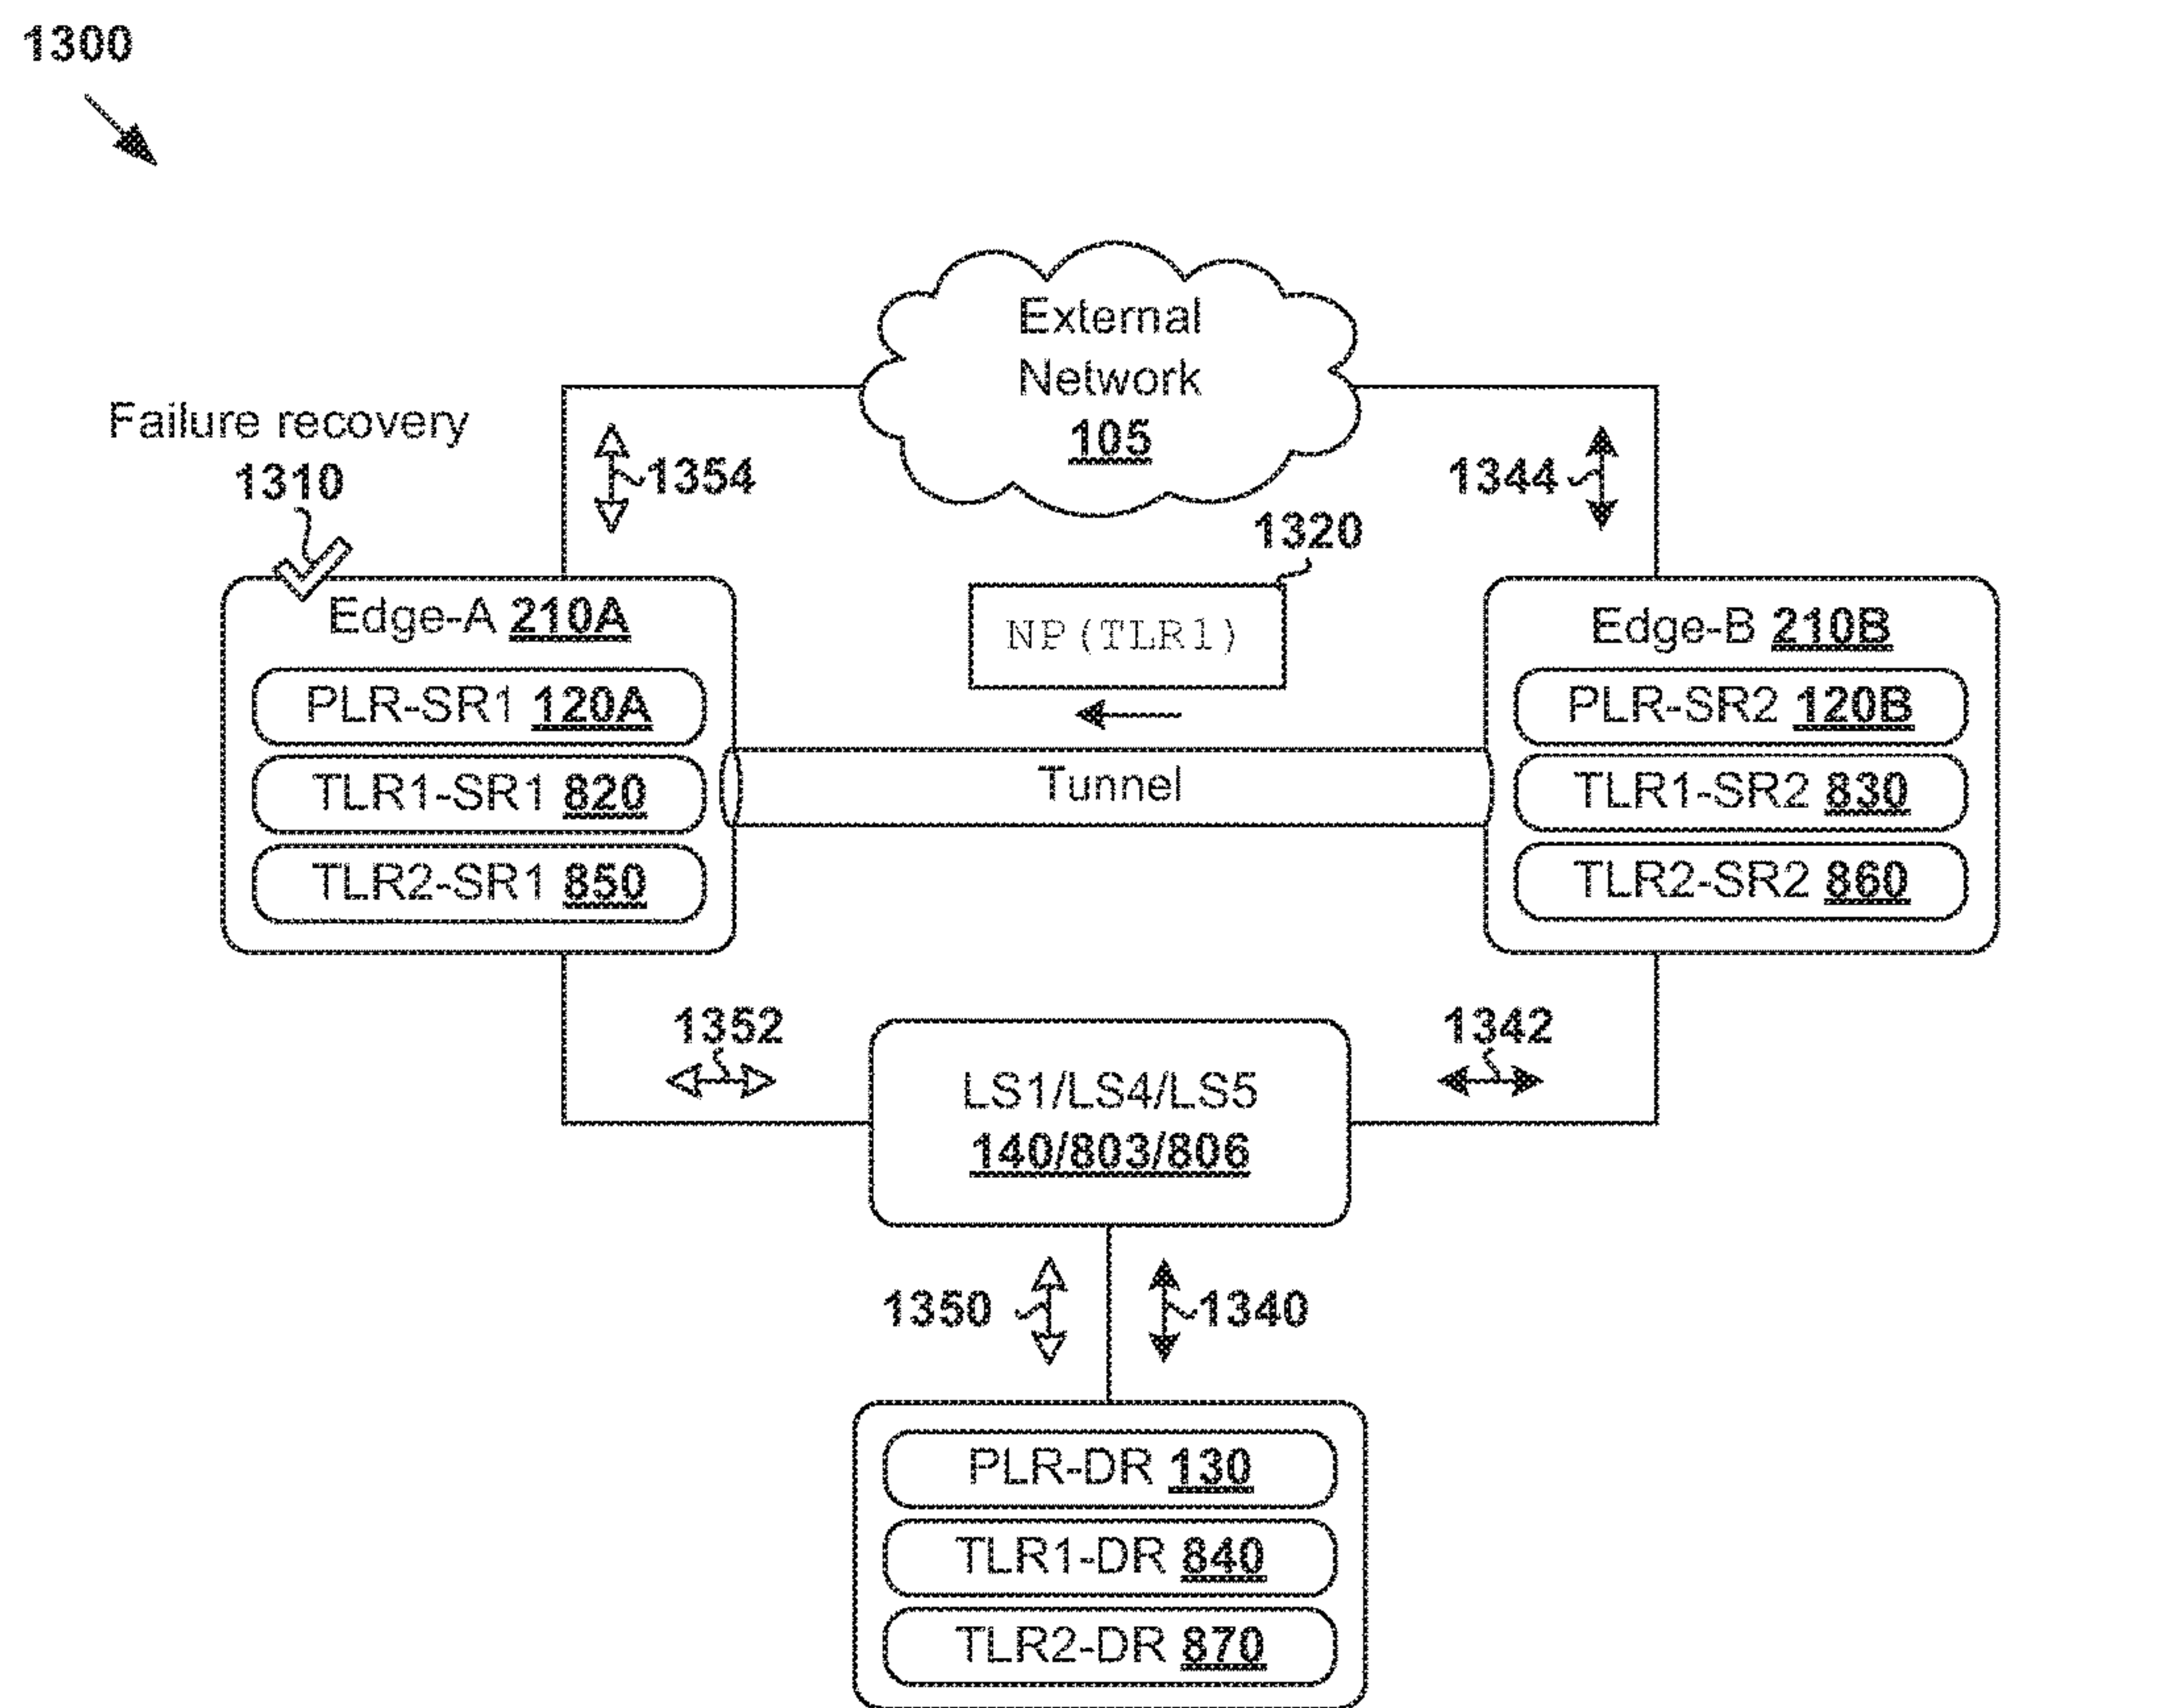 1300
External
Network
105
Failure recovery
1310
1354
1344
1320
NP(TLR1)
Edge-A 210A
PLR-SR1 120A
TLR1-SR1 820
TLR2-SR1 850
Tunnel
Edge-B 210B
PLR-SR2 120B
TLR1-SR2 830
TLR2-SR2 860
1352
1342
LS1/LS4/LS5
140/803/806
1350
1340
PLR-DR 130
TLR1-DR 840
TLR2-DR 870